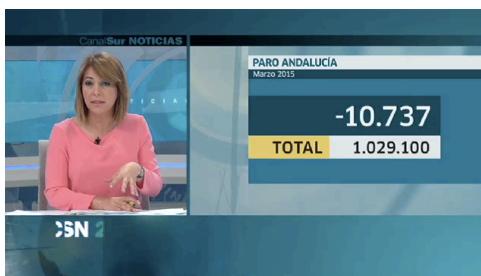 CanalSur NOTICIAS
PARO ANDALUCÍA
Marzo 2015
-10.737
TOTAL 1.029.100
CSN 2